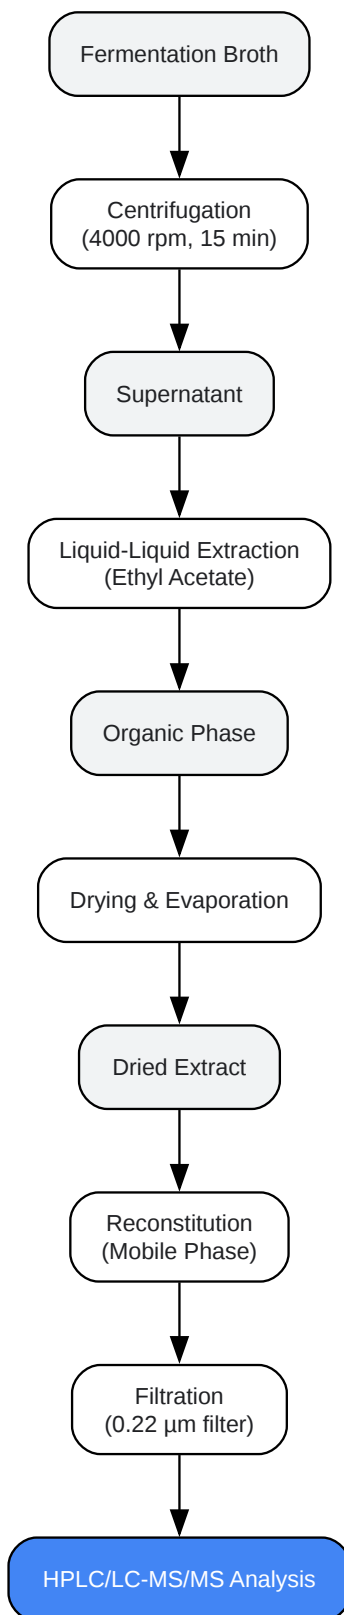 Fermentation Broth
Centrifugation
(4000 rpm, 15 min)
Supernatant
Liquid-Liquid Extraction
(Ethyl Acetate)
Organic Phase
Drying & Evaporation
Dried Extract
Reconstitution
(Mobile Phase)
Filtration
(0.22 µm filter)
HPLC/LC-MS/MS Analysis